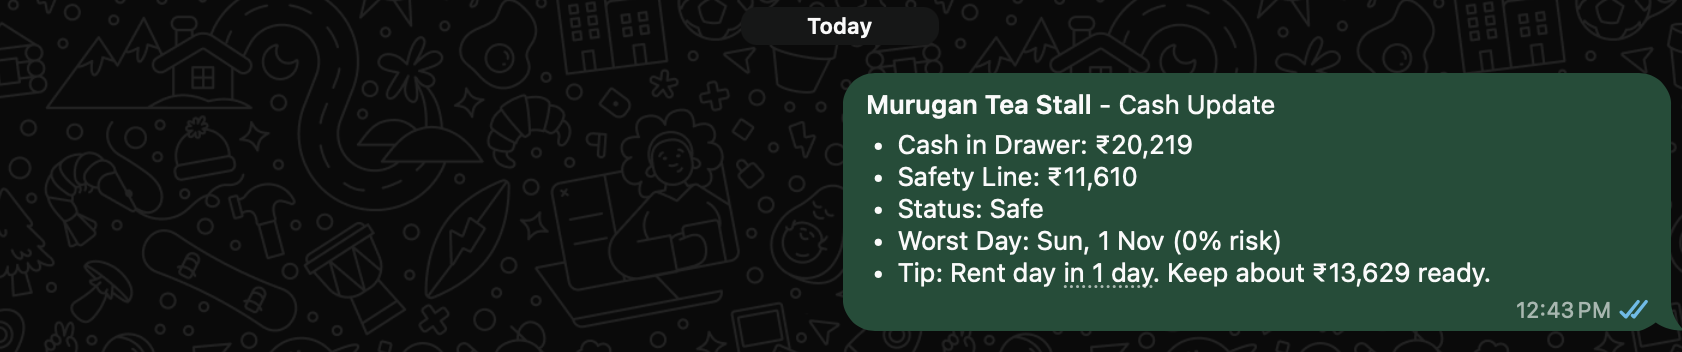 Today
Murugan Tea Stall - Cash Update
• Cash in Drawer: ₹20,219
• Safety Line: ₹11,610
• Status: Safe
• Worst Day: Sun, 1 Nov (0% risk)
• Tip: Rent day in 1 day. Keep about ₹13,629 ready.
12:43 PM